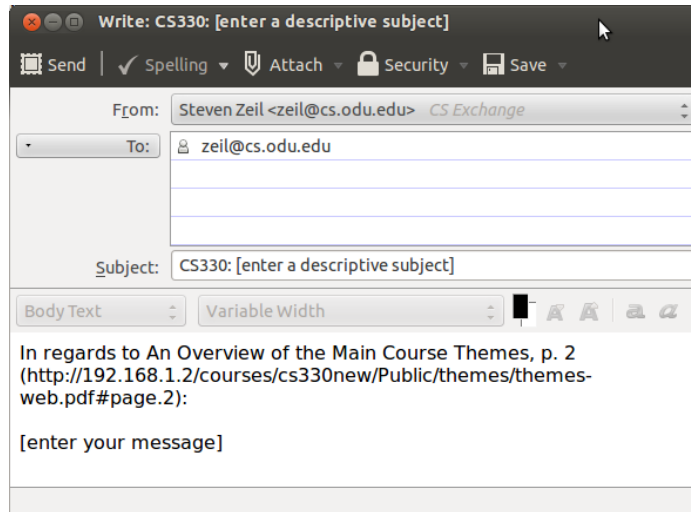 Write: CS330: [enter a descriptive subject]
Send Spelling Attach Security Save
From: Steven Zeil <zeil@cs.odu.edu> CS Exchange
To: zeil@cs.odu.edu
Subject: CS330: [enter a descriptive subject]
Body Text Variable Width a a
In regards to An Overview of the Main Course Themes, p. 2
(http://192.168.1.2/courses/cs330new/Public/themes/themes-
web.pdf#page.2):
[enter your message]